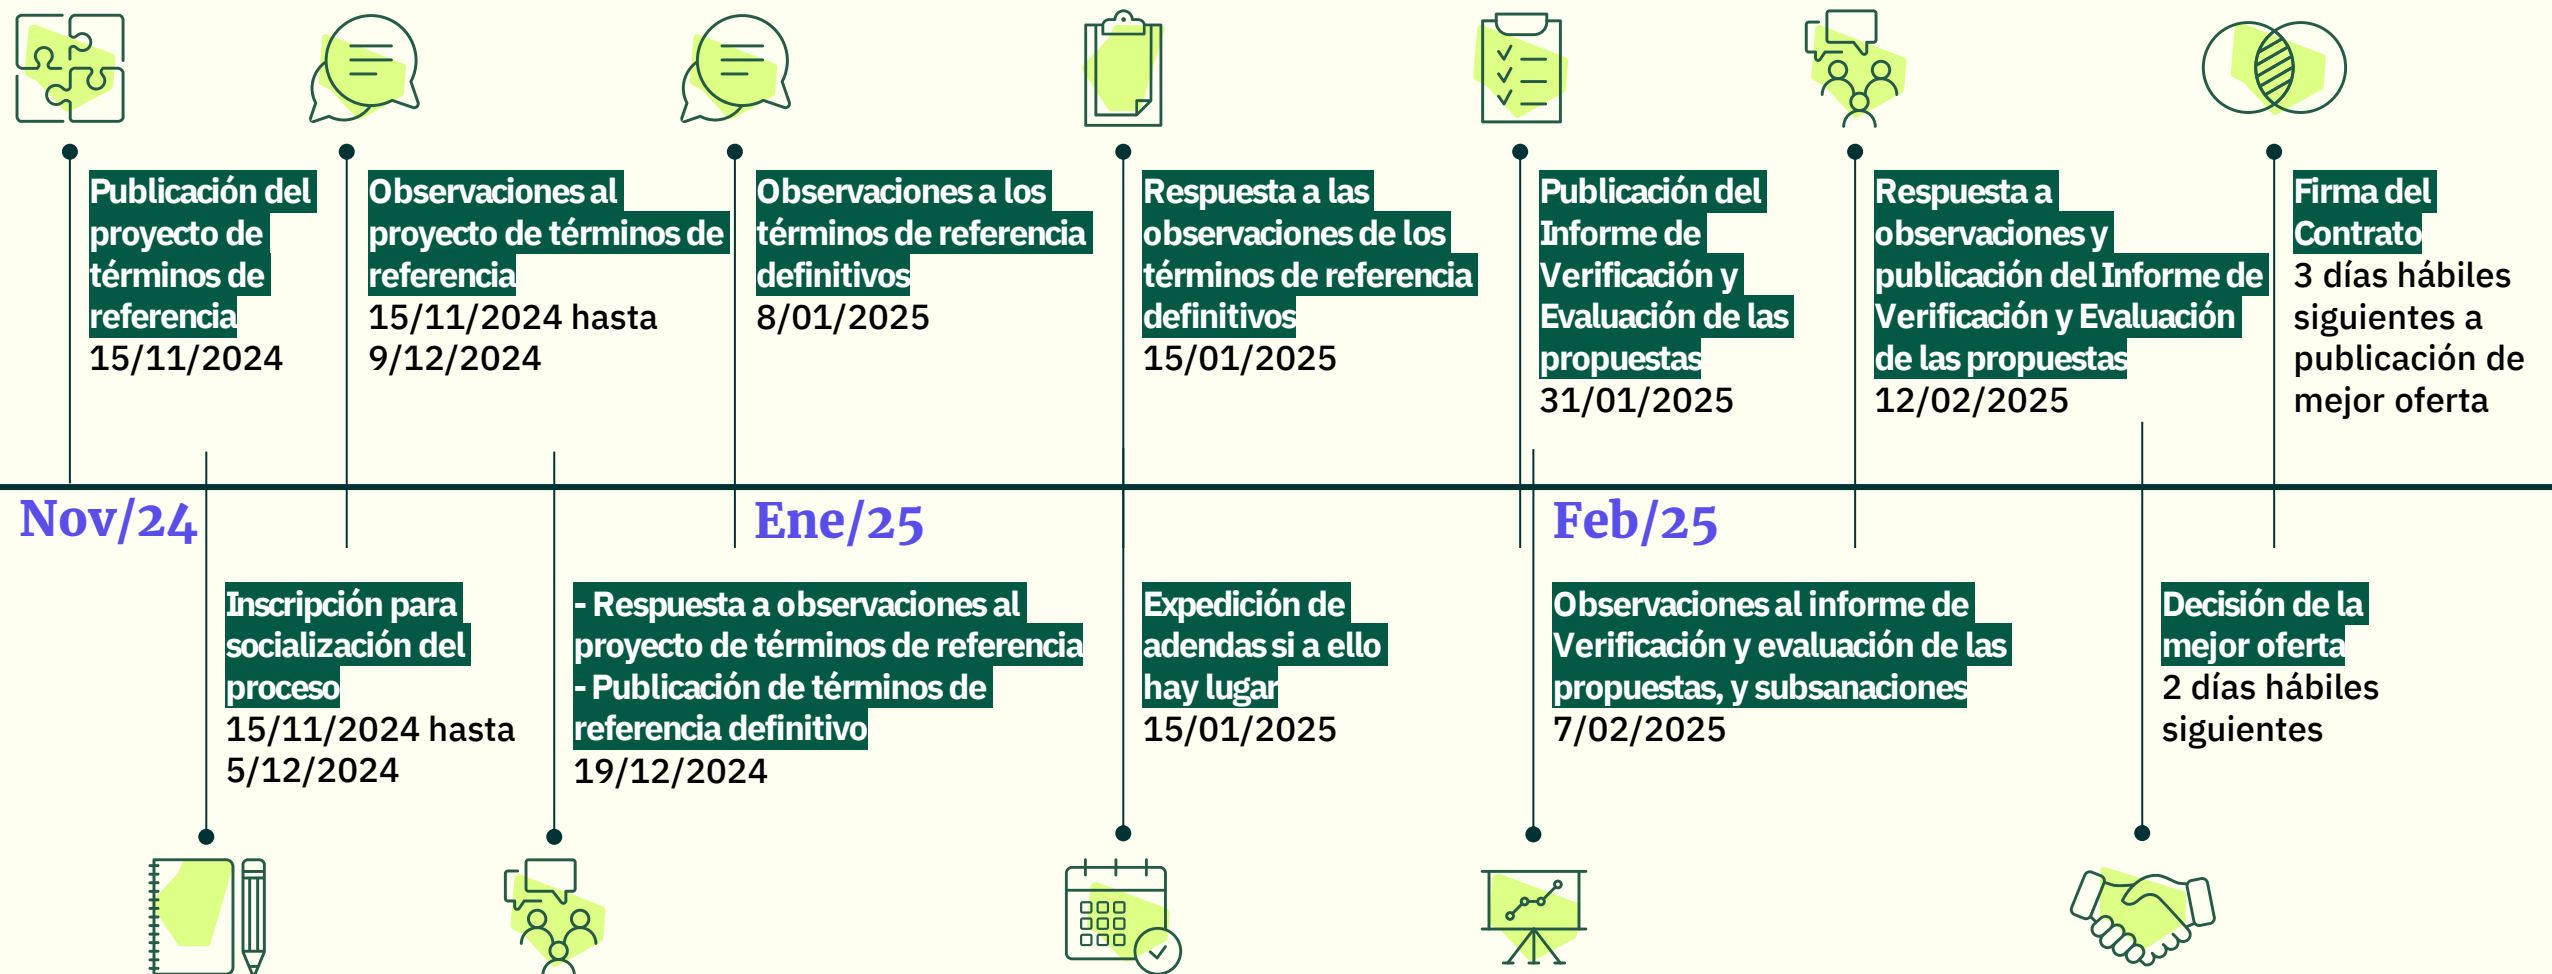 Publicación del
proyecto de
términos de
referencia
15/11/2024
Observaciones al
proyecto de términos de
referencia
15/11/2024 hasta
9/12/2024
Observaciones a los
términos de referencia
definitivos
8/01/2025
Respuesta a las
observaciones de los
términos de referencia
definitivos
15/01/2025
Publicación del
Informe de
Verificación y
Evaluación de las
propuestas
31/01/2025
Respuesta a
observaciones y
publicación del Informe de
Verificación y Evaluación
de las propuestas
12/02/2025
Firma del
Contrato
3 días hábiles
siguientes a
publicación de
mejor oferta
Nov/24
Ene/25
Feb/25
Inscripción para
socialización del
proceso
15/11/2024 hasta
5/12/2024
- Respuesta a observaciones al
proyecto de términos de referencia
- Publicación de términos de
referencia definitivo
19/12/2024
Expedición de
adendas si a ello
hay lugar
15/01/2025
Observaciones al informe de
Verificación y evaluación de las
propuestas, y subsanaciones
7/02/2025
Decisión de la
mejor oferta
2 días hábiles
siguientes